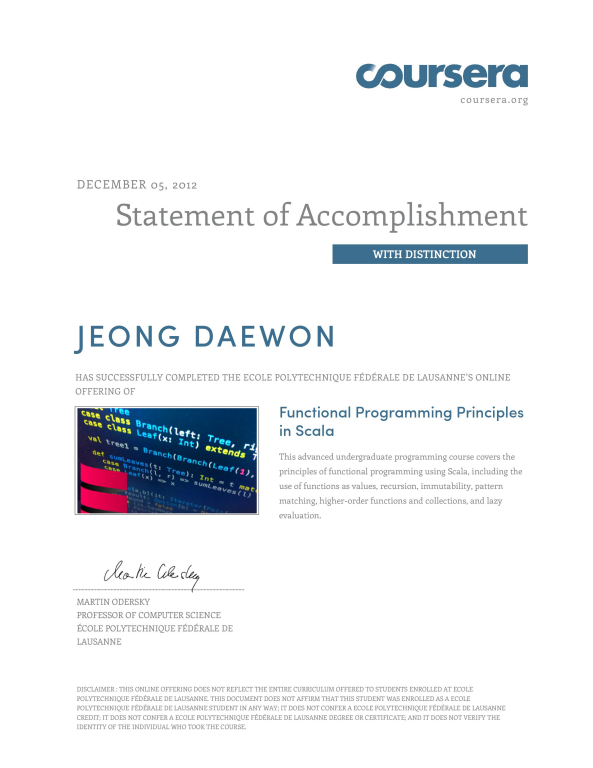 coursera
coursera.org
DECEMBER 05, 2012
Statement of Accomplishment
WITH DISTINCTION
JEONG DAEWON
HAS SUCCESSFULLY COMPLETED THE ECOLE POLYTECHNIQUE FÉDÉRALE DE LAUSANNE'S ONLINE
OFFERING OF
Functional Programming Principles
in Scala
This advanced undergraduate programming course covers the
principles of functional programming using Scala, including the
use of functions as values, recursion, immutability, pattern
matching, higher-order functions and collections, and lazy
evaluation.
Tree
case class Branch(left: Tree, ri
case class Leaf(x: Int) extends T
val tree1 = Branch(Branch(Leaf(1),
def sumLeaves(t: Tree): Int = t mat
case Branch(l, r) => sumLeaves(l)
case Leaf(x) => x
MARTIN ODERSKY
PROFESSOR OF COMPUTER SCIENCE
ÉCOLE POLYTECHNIQUE FÉDÉRALE DE
LAUSANNE
DISCLAIMER : THIS ONLINE OFFERING DOES NOT REFLECT THE ENTIRE CURRICULUM OFFERED TO STUDENTS ENROLLED AT ECOLE
POLYTECHNIQUE FÉDÉRALE DE LAUSANNE. THIS DOCUMENT DOES NOT AFFIRM THAT THIS STUDENT WAS ENROLLED AS A ECOLE
POLYTECHNIQUE FÉDÉRALE DE LAUSANNE STUDENT IN ANY WAY; IT DOES NOT CONFER A ECOLE POLYTECHNIQUE FÉDÉRALE DE LAUSANNE
CREDIT; IT DOES NOT CONFER A ECOLE POLYTECHNIQUE FÉDÉRALE DE LAUSANNE DEGREE OR CERTIFICATE; AND IT DOES NOT VERIFY THE
IDENTITY OF THE INDIVIDUAL WHO TOOK THE COURSE.